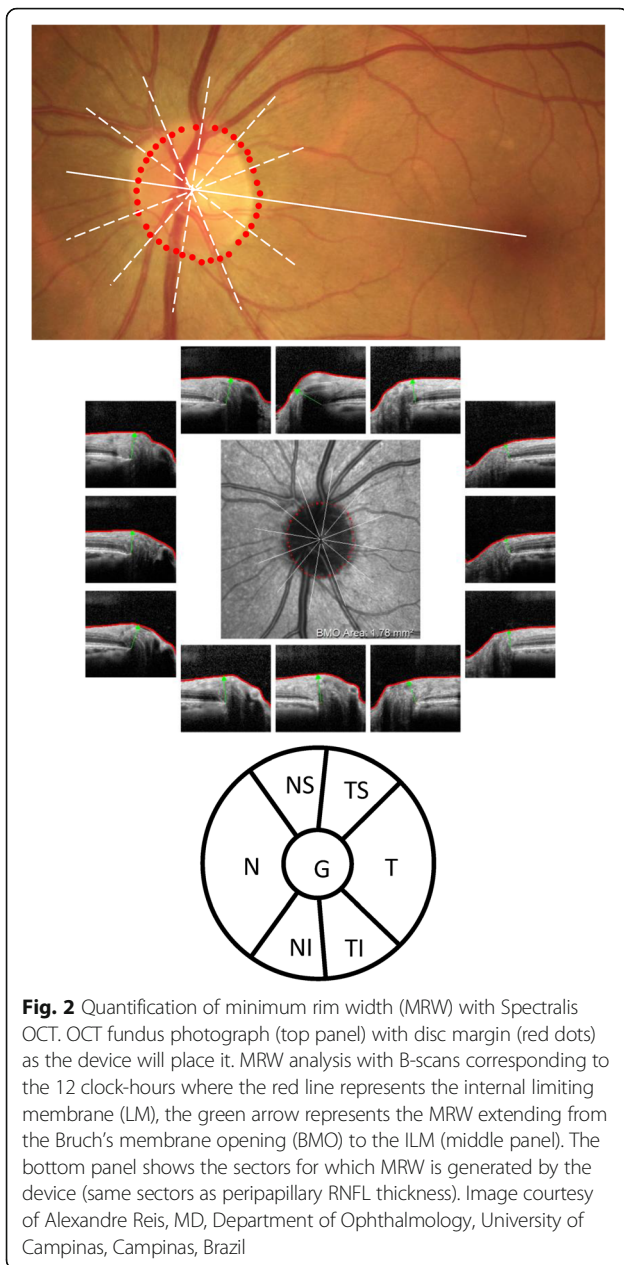 BMO Area: 1.78 mm²
NS TS
N G T
NI TI
Fig. 2 Quantification of minimum rim width (MRW) with Spectralis
OCT. OCT fundus photograph (top panel) with disc margin (red dots)
as the device will place it. MRW analysis with B-scans corresponding to
the 12 clock-hours where the red line represents the internal limiting
membrane (LM), the green arrow represents the MRW extending from
the Bruch's membrane opening (BMO) to the ILM (middle panel). The
bottom panel shows the sectors for which MRW is generated by the
device (same sectors as peripapillary RNFL thickness). Image courtesy
of Alexandre Reis, MD, Department of Ophthalmology, University of
Campinas, Campinas, Brazil